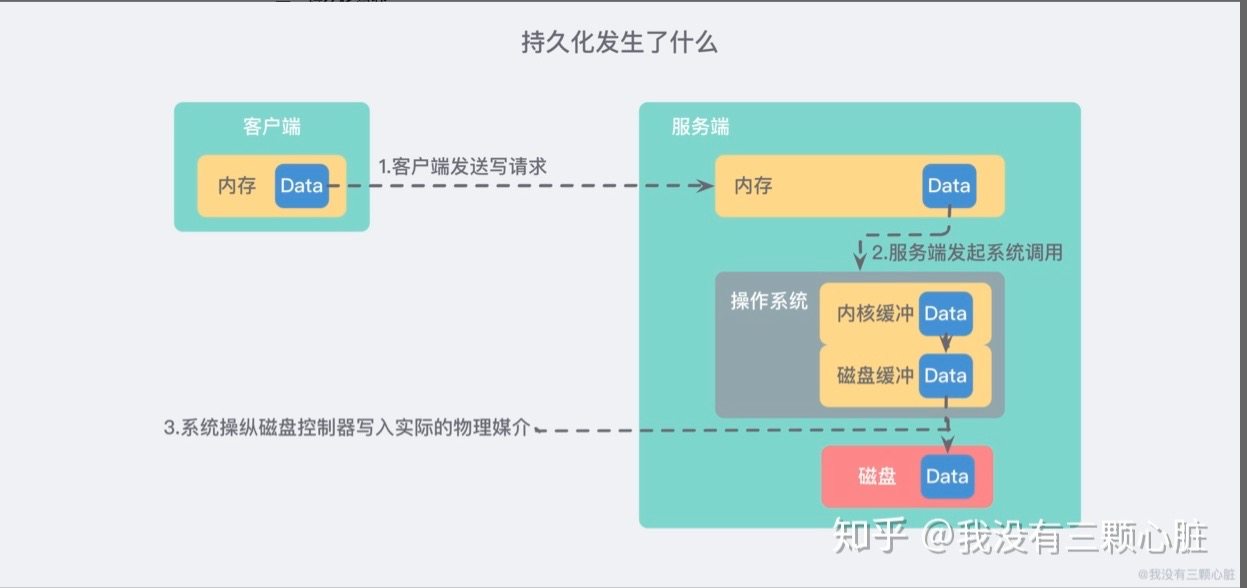 持久化发生了什么
客户端
服务端
内存
Data
1.客户端发送写请求
内存
Data
2.服务端发起系统调用
操作系统
内核缓冲
Data
磁盘缓冲
Data
3.系统操纵磁盘控制器写入实际的物理媒介
磁盘
Data
知乎 @我没有三颗心脏
@我没有三颗心脏